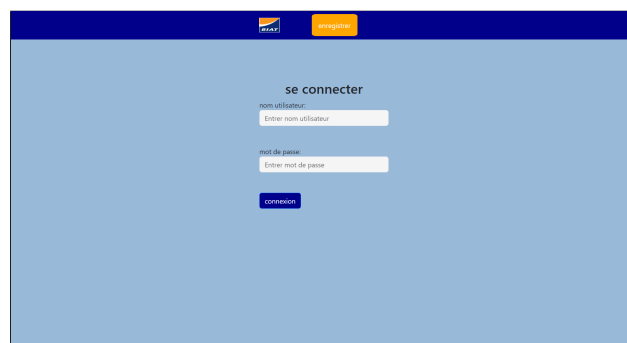 BIAT
enregistrer
se connecter
nom utilisateur:
Entrer nom utilisateur
mot de passe:
Entrer mot de passe
connexion